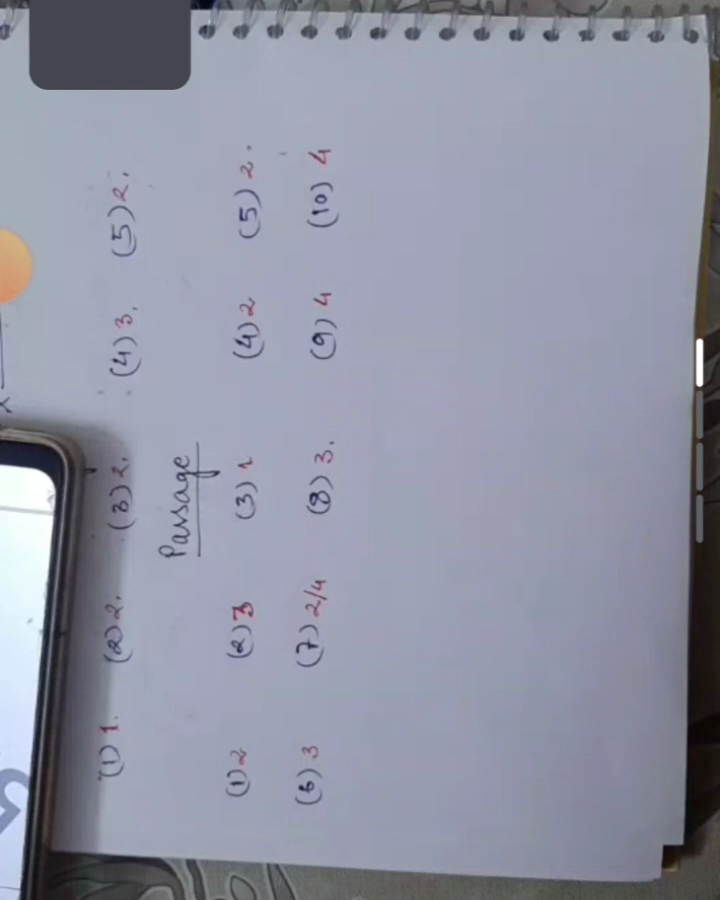 (1) 1. (2) 2. (3) 2. (4) 3. (5) 2.
Passage
(1) 2 (2) 3 (3) 1 (4) 2 (5) 2.
(6) 3 (7) 2/4 (8) 3. (9) 4 (10) 4